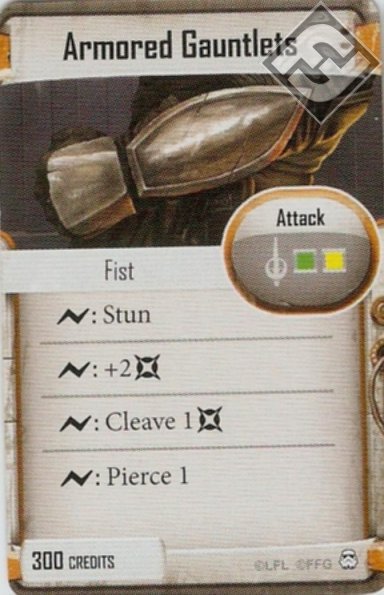 Armored Gauntlets
Attack
Fist
: Stun
: +2
: Cleave 1
: Pierce 1
300 CREDITS
©LFL ©FFG